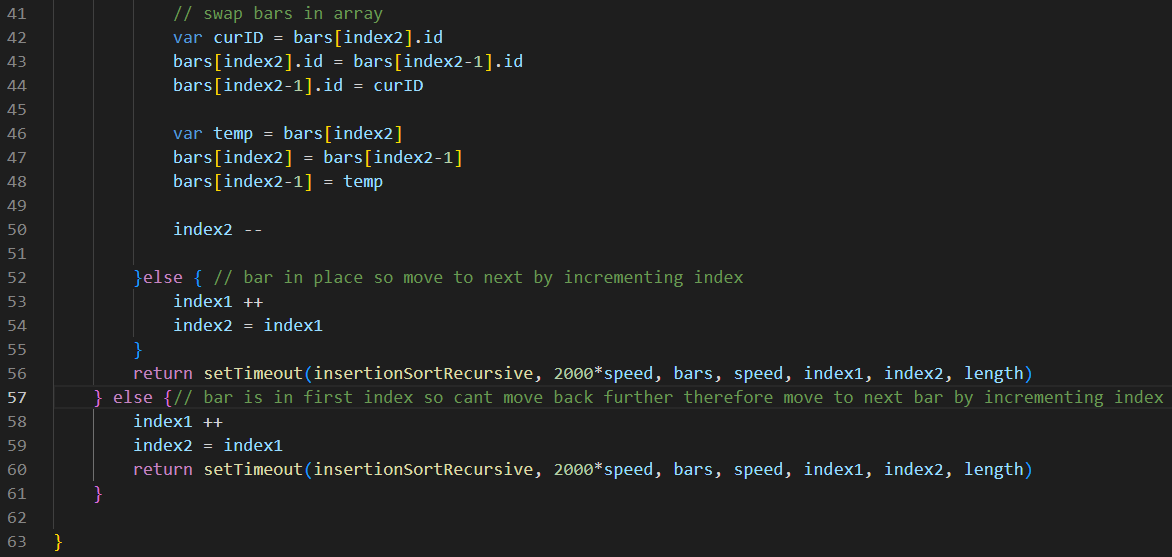 41 // swap bars in array
42 var curID = bars[index2].id
43 bars[index2].id = bars[index2-1].id
44 bars[index2-1].id = curID
45
46 var temp = bars[index2]
47 bars[index2] = bars[index2-1]
48 bars[index2-1] = temp
49
50 index2 --
51
52 }else { // bar in place so move to next by incrementing index
53 index1 ++
54 index2 = index1
55 }
56 return setTimeout(insertionSortRecursive, 2000*speed, bars, speed, index1, index2, length)
57 } else {// bar is in first index so cant move back further therefore move to next bar by incrementing index
58 index1 ++
59 index2 = index1
60 return setTimeout(insertionSortRecursive, 2000*speed, bars, speed, index1, index2, length)
61 }
62
63 }